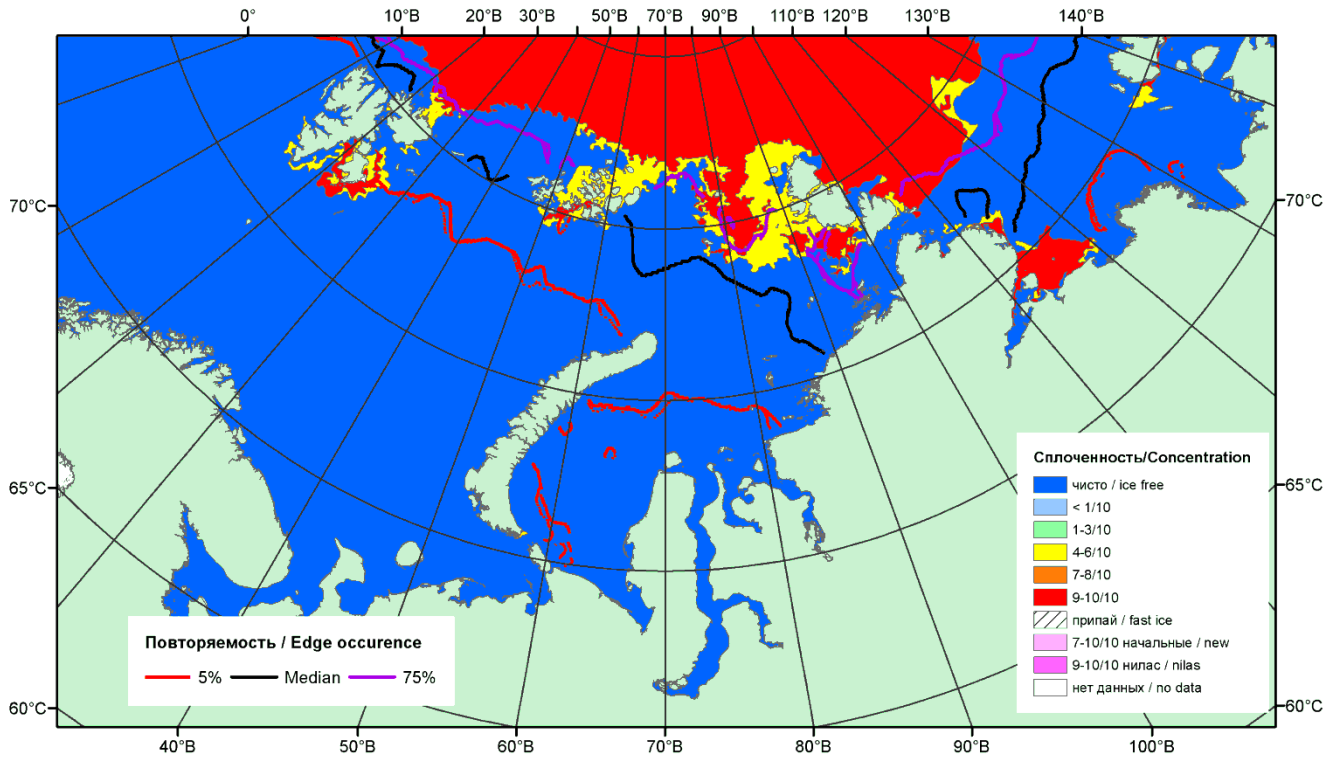 0° 10°В 20°В 30°В 50°В 70°В 90°В 110°В 120°В 130°В 140°В
70°С 70°С
65°С 65°С
60°С 60°С
Сплоченность/Concentration
чисто / ice free
< 1/10
1-3/10
4-6/10
7-8/10
9-10/10
припай / fast ice
7-10/10 начальные / new
9-10/10 нилас / nilas
нет данных / no data
Повторяемость / Edge occurence
5% Median 75%
40°В 50°В 60°В 70°В 80°В 90°В 100°В